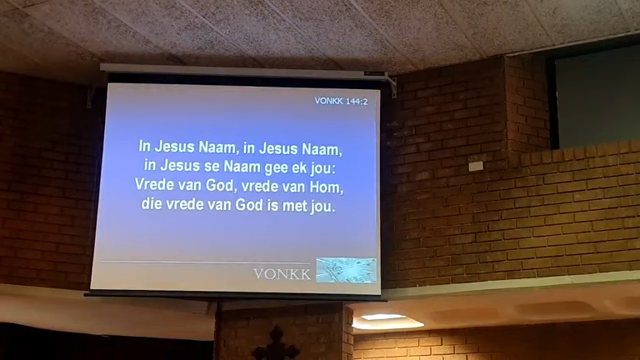 VONKK 144:2
In Jesus Naam, in Jesus Naam,
in Jesus se Naam gee ek jou:
Vrede van God, vrede van Hom,
die vrede van God is met jou.
VONKK